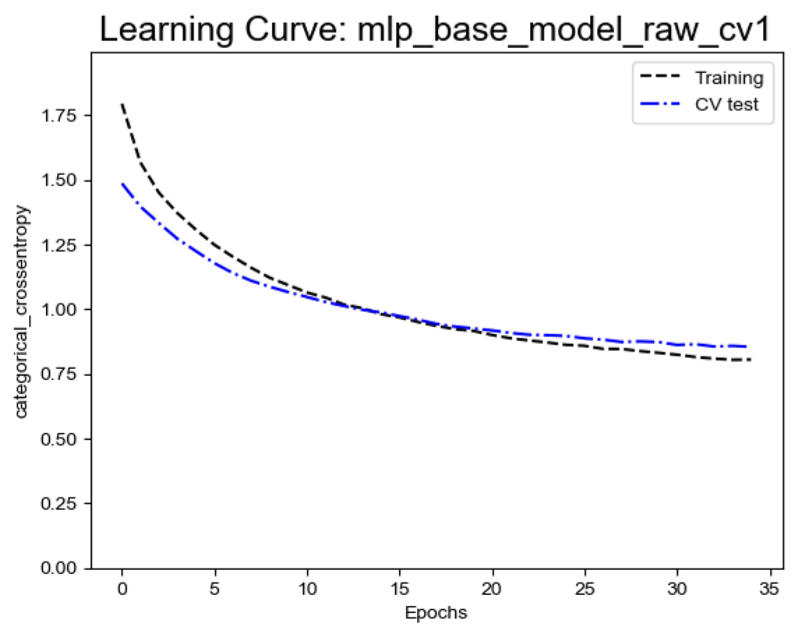 Learning Curve: mlp_base_model_raw_cv1
Training
CV test
1.75
1.50
1.25
1.00
0.75
0.50
0.25
0.00
categorical_crossentropy
0 5 10 15 20 25 30 35
Epochs